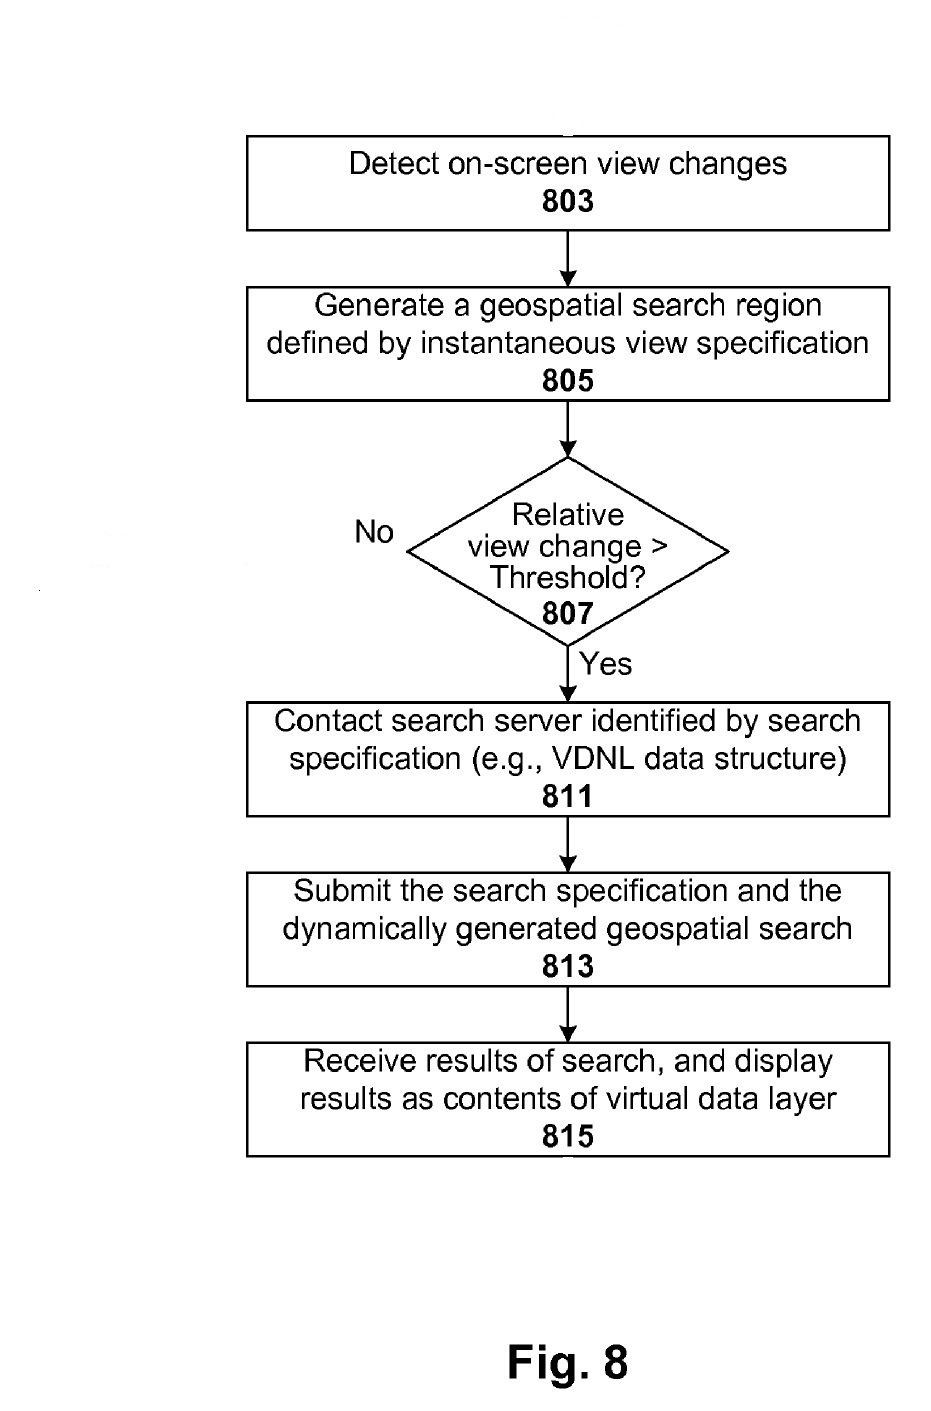 Detect on-screen view changes
803
Generate a geospatial search region
defined by instantaneous view specification
805
Relative
view change >
Threshold?
807
No
Yes
Contact search server identified by search
specification (e.g., VDNL data structure)
811
Submit the search specification and the
dynamically generated geospatial search
813
Receive results of search, and display
results as contents of virtual data layer
815
Fig. 8